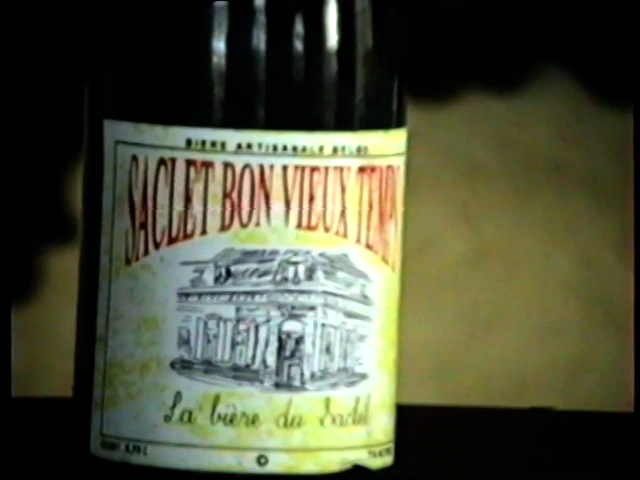 BIERE ARTISANALE BELGE
SACLET BON VIEUX TEMPS
La bière du Saclet
©